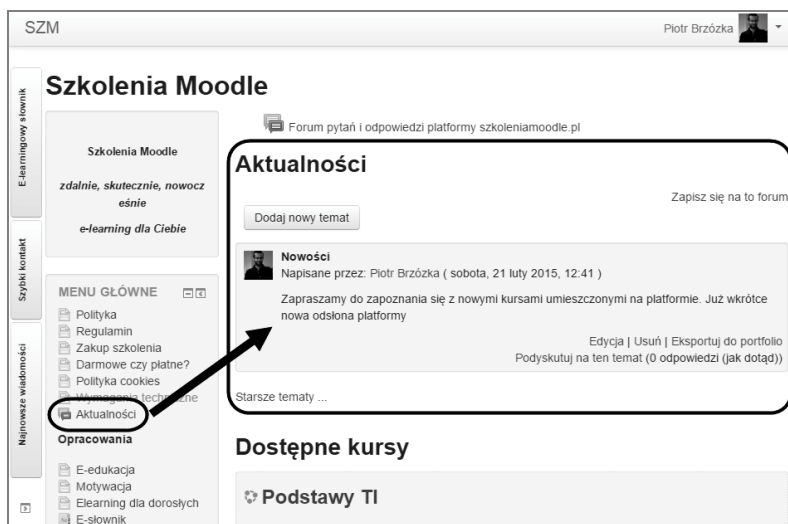 SZM
Piotr Brzózka
Szkolenia Moodle
E-learningowy słownik
Szybki kontakt
Najnowsze wiadomości
Szkolenia Moodle
zdalnie, skutecznie, nowocz
eśnie
e-learning dla Ciebie
MENU GŁÓWNE
Polityka
Regulamin
Zakup szkolenia
Darmowe czy płatne?
Polityka cookies
Wymagania techniczne
Aktualności
Opracowania
E-edukacja
Motywacja
Elearning dla dorosłych
E-słownik
Forum pytań i odpowiedzi platformy szkoleniamoodle.pl
Aktualności
Zapisz się na to forum
Dodaj nowy temat
Nowości
Napisane przez: Piotr Brzózka ( sobota, 21 luty 2015, 12:41 )
Zapraszamy do zapoznania się z nowymi kursami umieszczonymi na platformie. Już wkrótce
nowa odsłona platformy
Edycja | Usuń | Eksportuj do portfolio
Podyskutuj na ten temat (0 odpowiedzi (jak dotąd))
Starsze tematy ...
Dostępne kursy
Podstawy TI